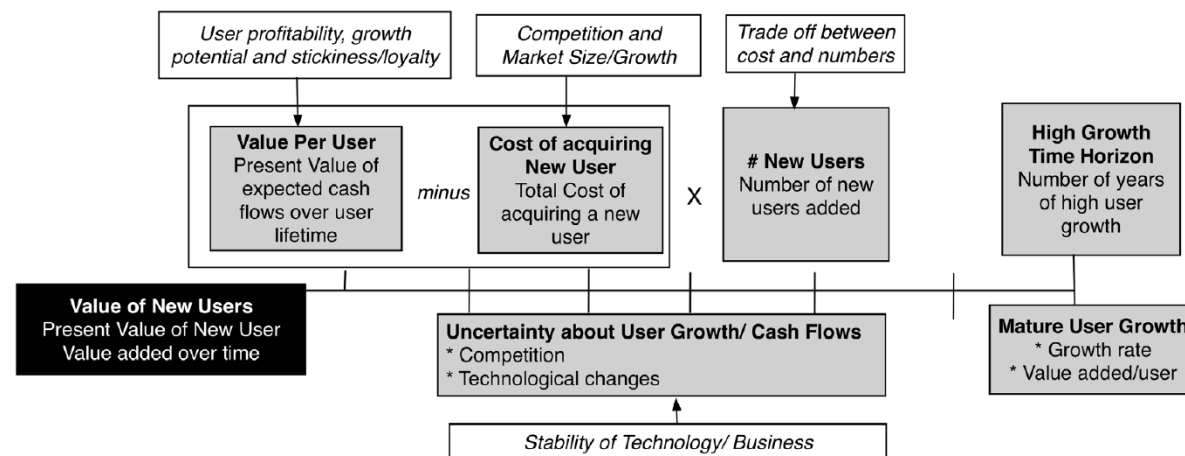 User profitability, growth
potential and stickiness/loyalty
Competition and
Market Size/Growth
Trade off between
cost and numbers
Value Per User
Present Value of
expected cash
flows over user
lifetime
minus
Cost of acquiring
New User
Total Cost of
acquiring a new
user
X
# New Users
Number of new
users added
High Growth
Time Horizon
Number of years
of high user
growth
Value of New Users
Present Value of New User
Value added over time
Uncertainty about User Growth/ Cash Flows
* Competition
* Technological changes
Mature User Growth
* Growth rate
* Value added/user
Stability of Technology/ Business